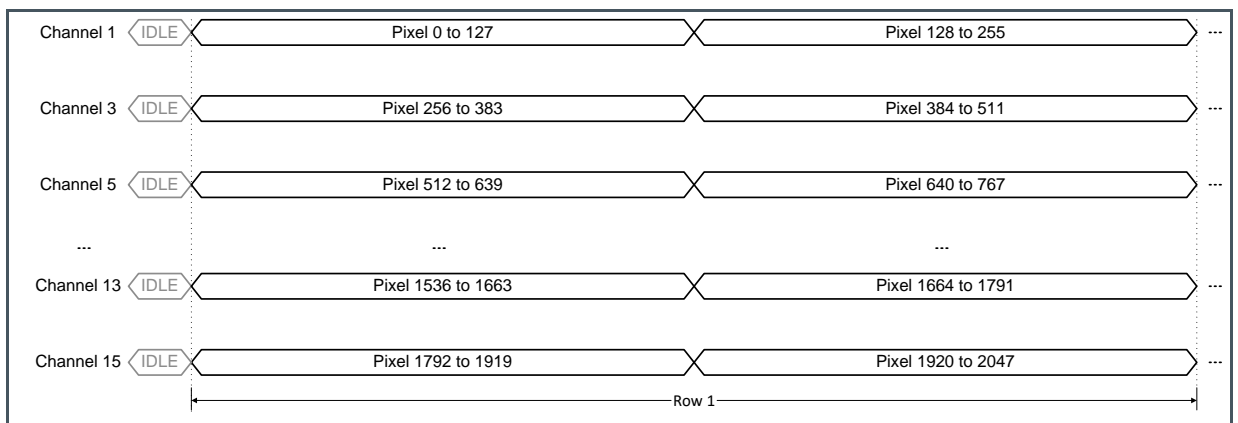 Channel 1 IDLE Pixel 0 to 127 Pixel 128 to 255 ---
Channel 3 IDLE Pixel 256 to 383 Pixel 384 to 511 ---
Channel 5 IDLE Pixel 512 to 639 Pixel 640 to 767 ---
--- --- ---
Channel 13 IDLE Pixel 1536 to 1663 Pixel 1664 to 1791 ---
Channel 15 IDLE Pixel 1792 to 1919 Pixel 1920 to 2047 ---
Row 1